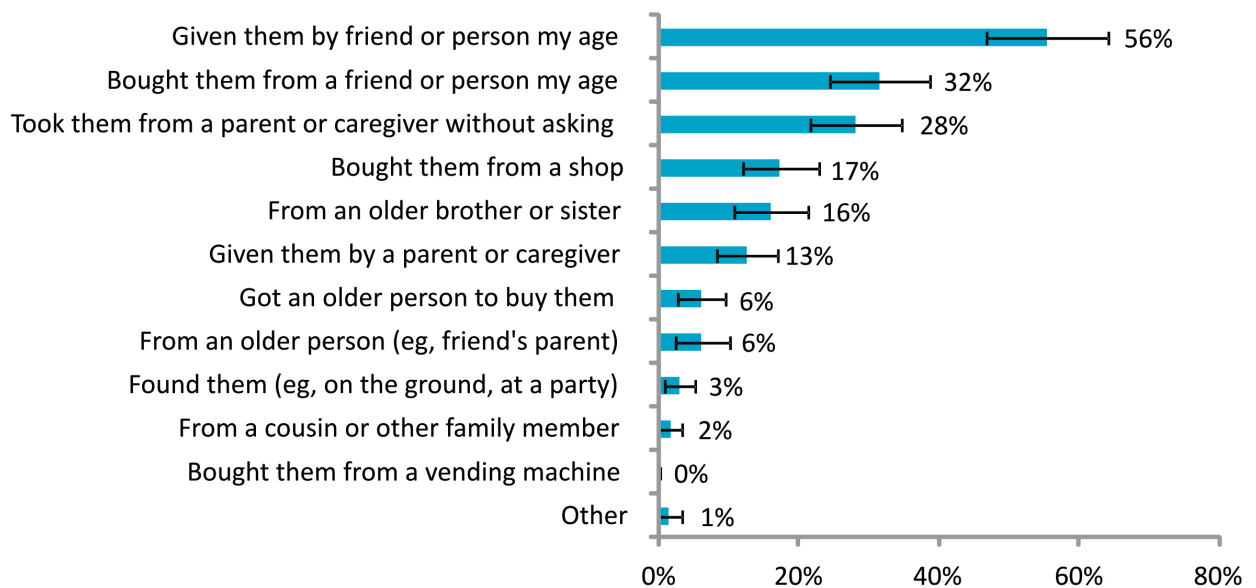 Given them by friend or person my age 56%
Bought them from a friend or person my age 32%
Took them from a parent or caregiver without asking 28%
Bought them from a shop 17%
From an older brother or sister 16%
Given them by a parent or caregiver 13%
Got an older person to buy them 6%
From an older person (eg, friend's parent) 6%
Found them (eg, on the ground, at a party) 3%
From a cousin or other family member 2%
Bought them from a vending machine 0%
Other 1%
0% 20% 40% 60% 80%